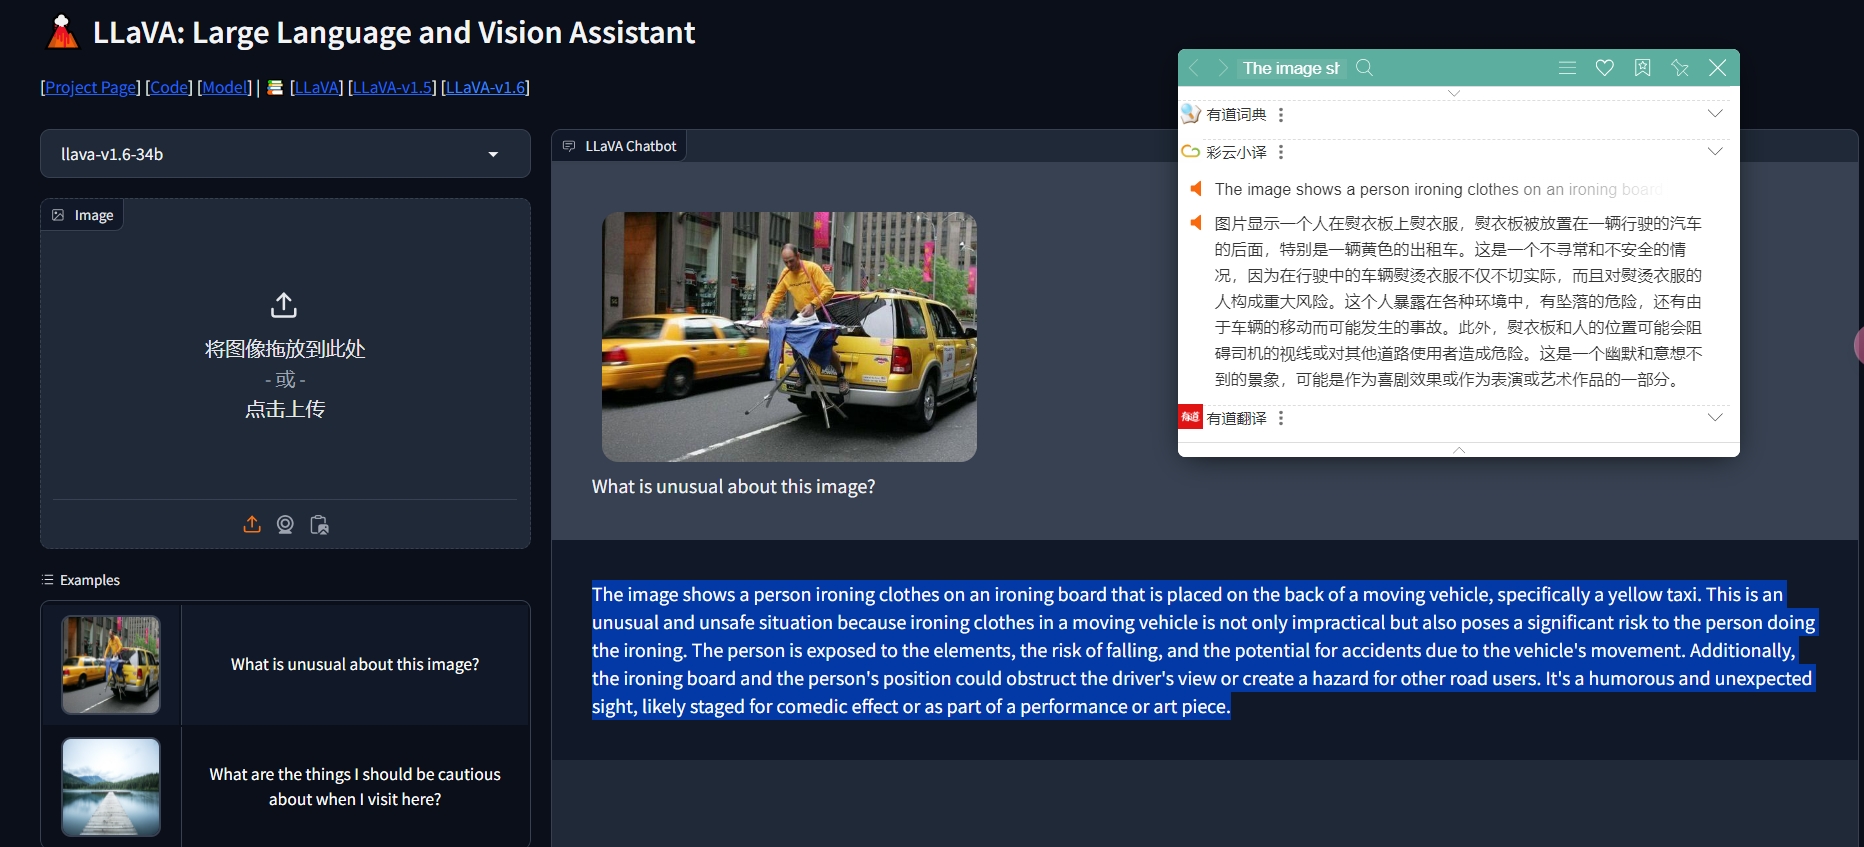 LLaVA: Large Language and Vision Assistant
[Project Page] [Code] [Model] | [LLaVA] [LLaVA-v1.5] [LLaVA-v1.6]
llava-v1.6-34b
Image
将图像拖放到此处
- 或 -
点击上传
Examples
What is unusual about this image?
What are the things I should be cautious
about when I visit here?
LLaVA Chatbot
What is unusual about this image?
The image shows a person ironing clothes on an ironing board that is placed on the back of a moving vehicle, specifically a yellow taxi. This is an
unusual and unsafe situation because ironing clothes in a moving vehicle is not only impractical but also poses a significant risk to the person doing
the ironing. The person is exposed to the elements, the risk of falling, and the potential for accidents due to the vehicle's movement. Additionally,
the ironing board and the person's position could obstruct the driver's view or create a hazard for other road users. It's a humorous and unexpected
sight, likely staged for comedic effect or as part of a performance or art piece.
The image sh
有道词典
彩云小译
The image shows a person ironing clothes on an ironing board
图片显示一个人在熨衣板上熨衣服，熨衣板被放置在一辆行驶的汽车
的后面，特别是一辆黄色的出租车。这是一个不寻常和不安全的情
况，因为在行驶中的车辆熨烫衣服不仅不切实际，而且对熨烫衣服的
人构成重大风险。这个人暴露在各种环境中，有坠落的危险，还有由
于车辆的移动而可能发生的事故。此外，熨衣板和人的位置可能会阻
碍司机的视线或对其他道路使用者造成危险。这是一个幽默和意想不
到的景象，可能是作为喜剧效果或作为表演或艺术作品的一部分。
有道
有道翻译